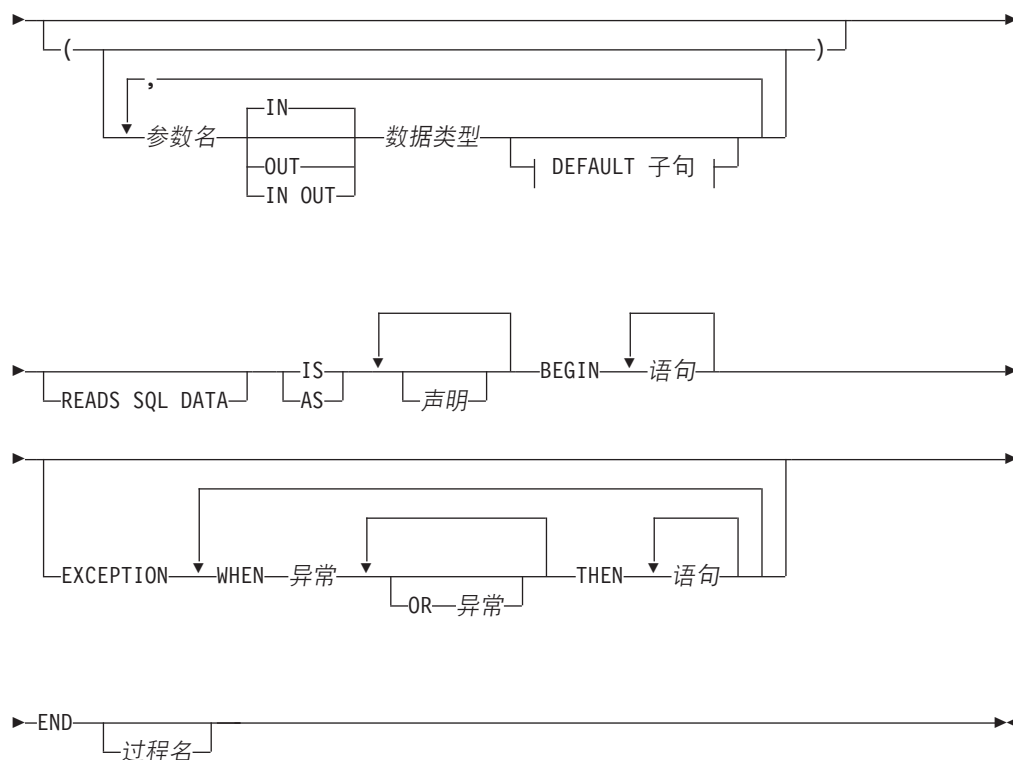 ( )
,
IN
参数名 数据类型
OUT DEFAULT 子句
IN OUT
IS BEGIN 语句
READS SQL DATA AS 声明
EXCEPTION WHEN 异常 THEN 语句
OR 异常
END
过程名